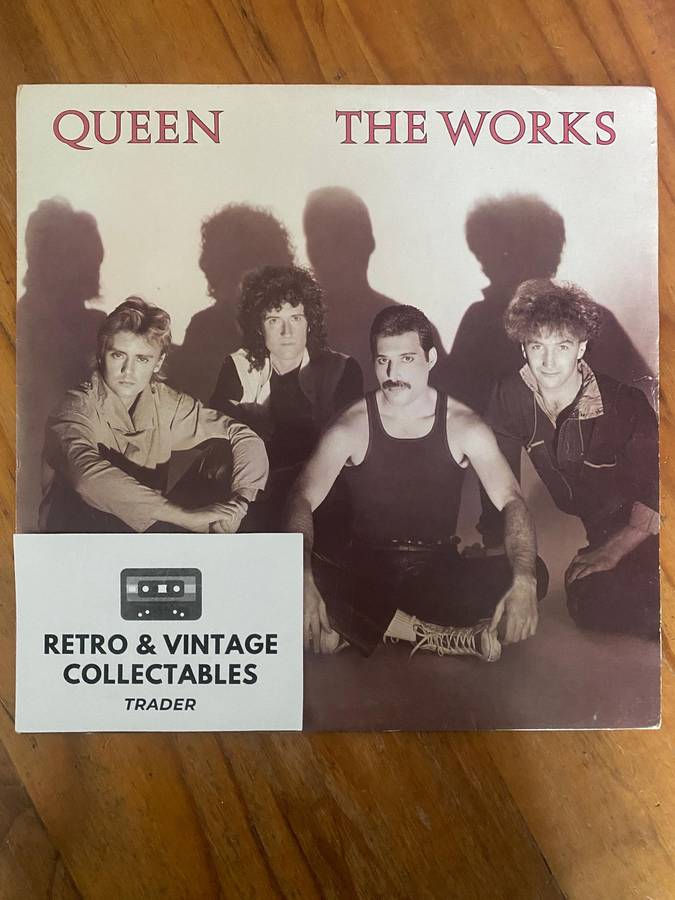 QUEEN THE WORKS
RETRO & VINTAGE
COLLECTABLES
TRADER